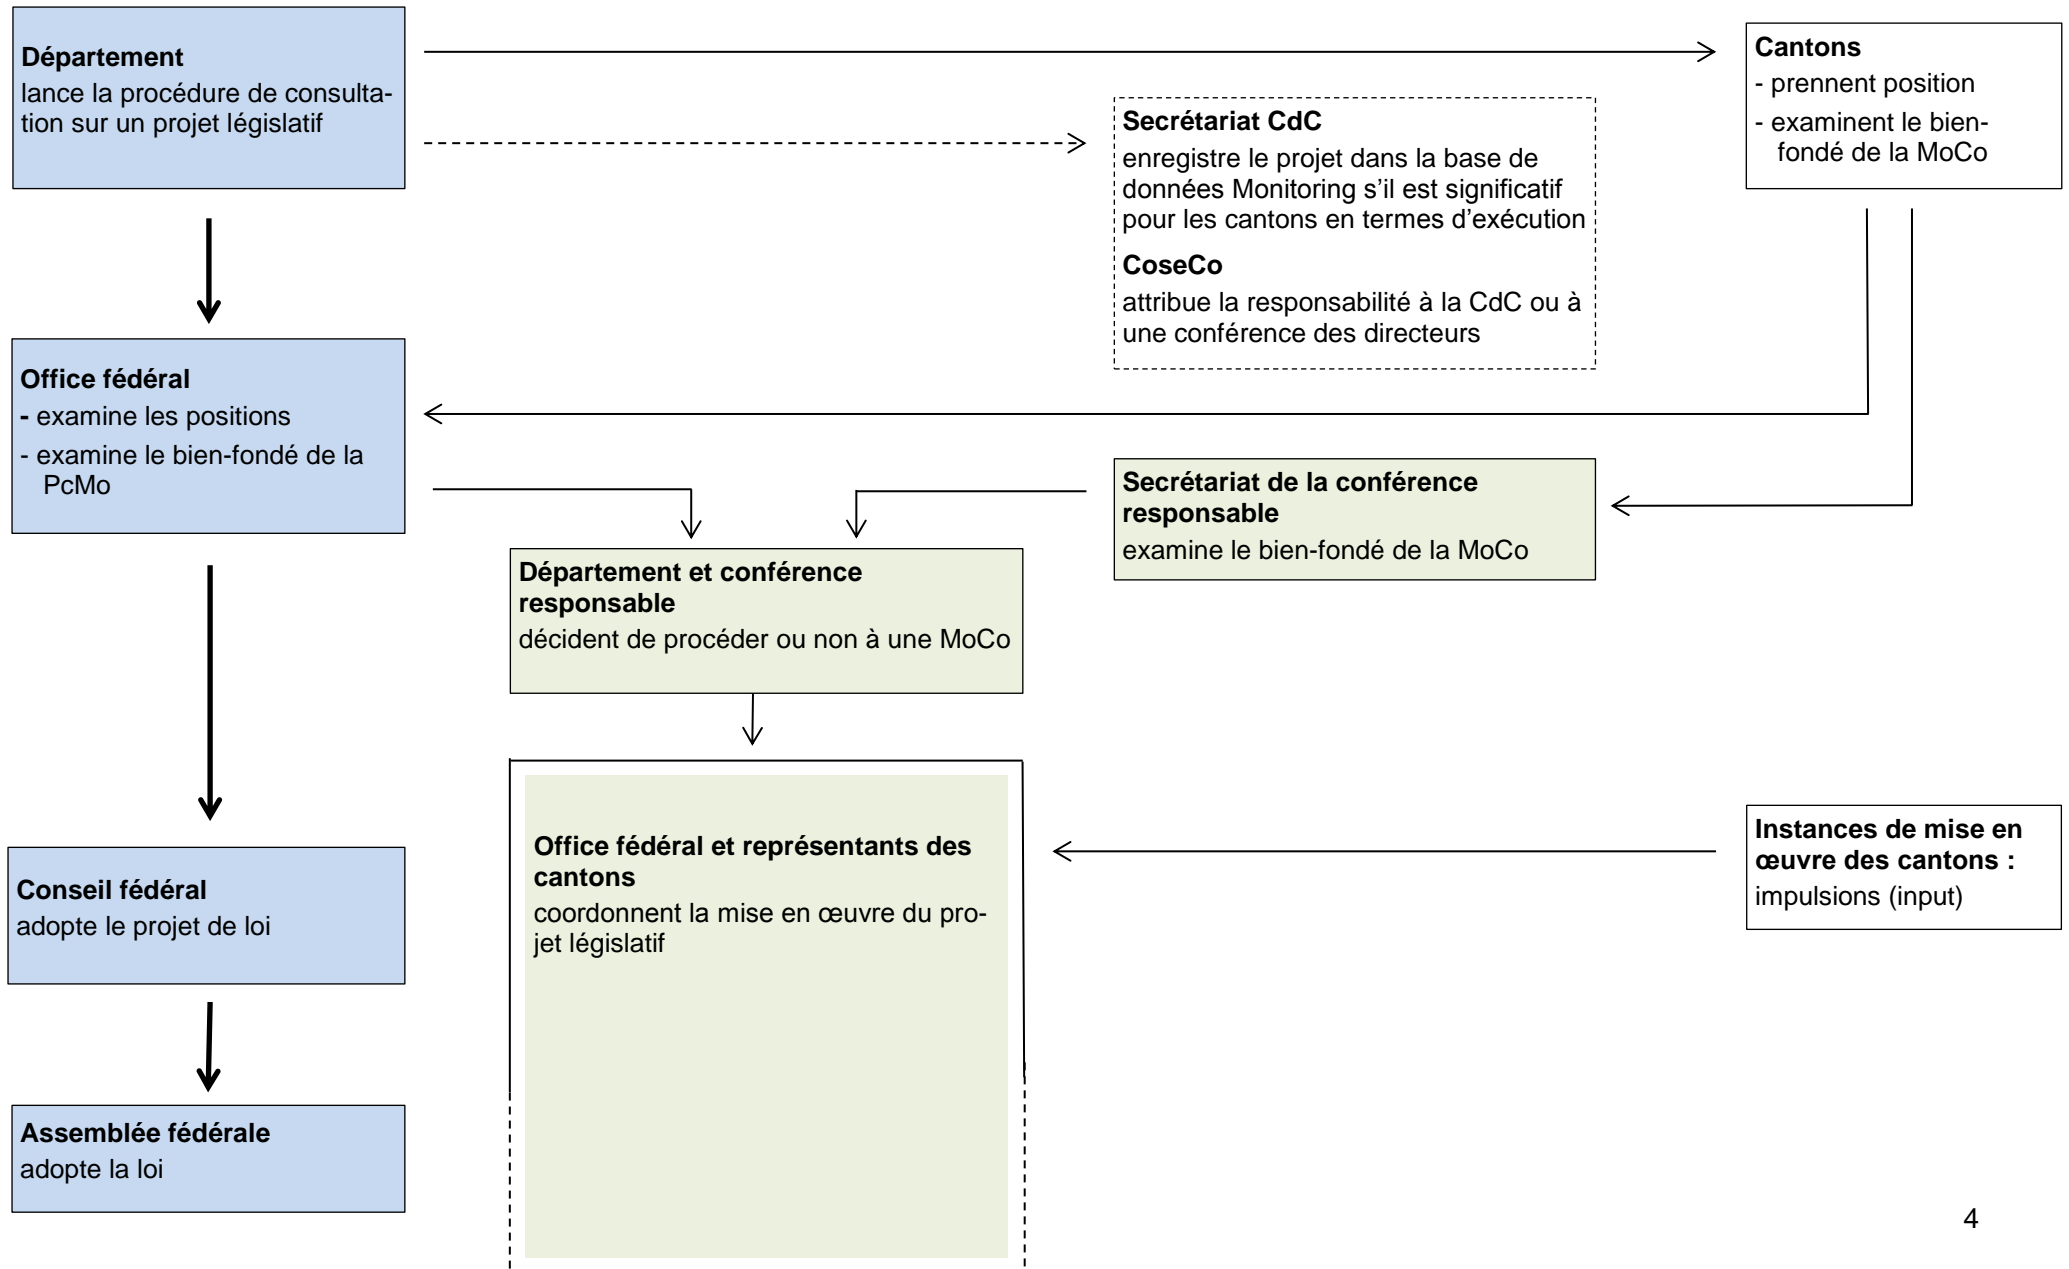 Département
lance la procédure de consulta-
tion sur un projet législatif
Cantons
- prennent position
- examinent le bien-
fondé de la MoCo
Secrétariat CdC
enregistre le projet dans la base de
données Monitoring s'il est significatif
pour les cantons en termes d'exécution
CoseCo
attribue la responsabilité à la CdC ou à
une conférence des directeurs
Office fédéral
- examine les positions
- examine le bien-fondé de la
PcMo
Secrétariat de la conférence
responsable
examine le bien-fondé de la MoCo
Département et conférence
responsable
décident de procéder ou non à une MoCo
Office fédéral et représentants des
cantons
coordonnent la mise en œuvre du pro-
jet législatif
Instances de mise en
œuvre des cantons :
impulsions (input)
Conseil fédéral
adopte le projet de loi
Assemblée fédérale
adopte la loi
4